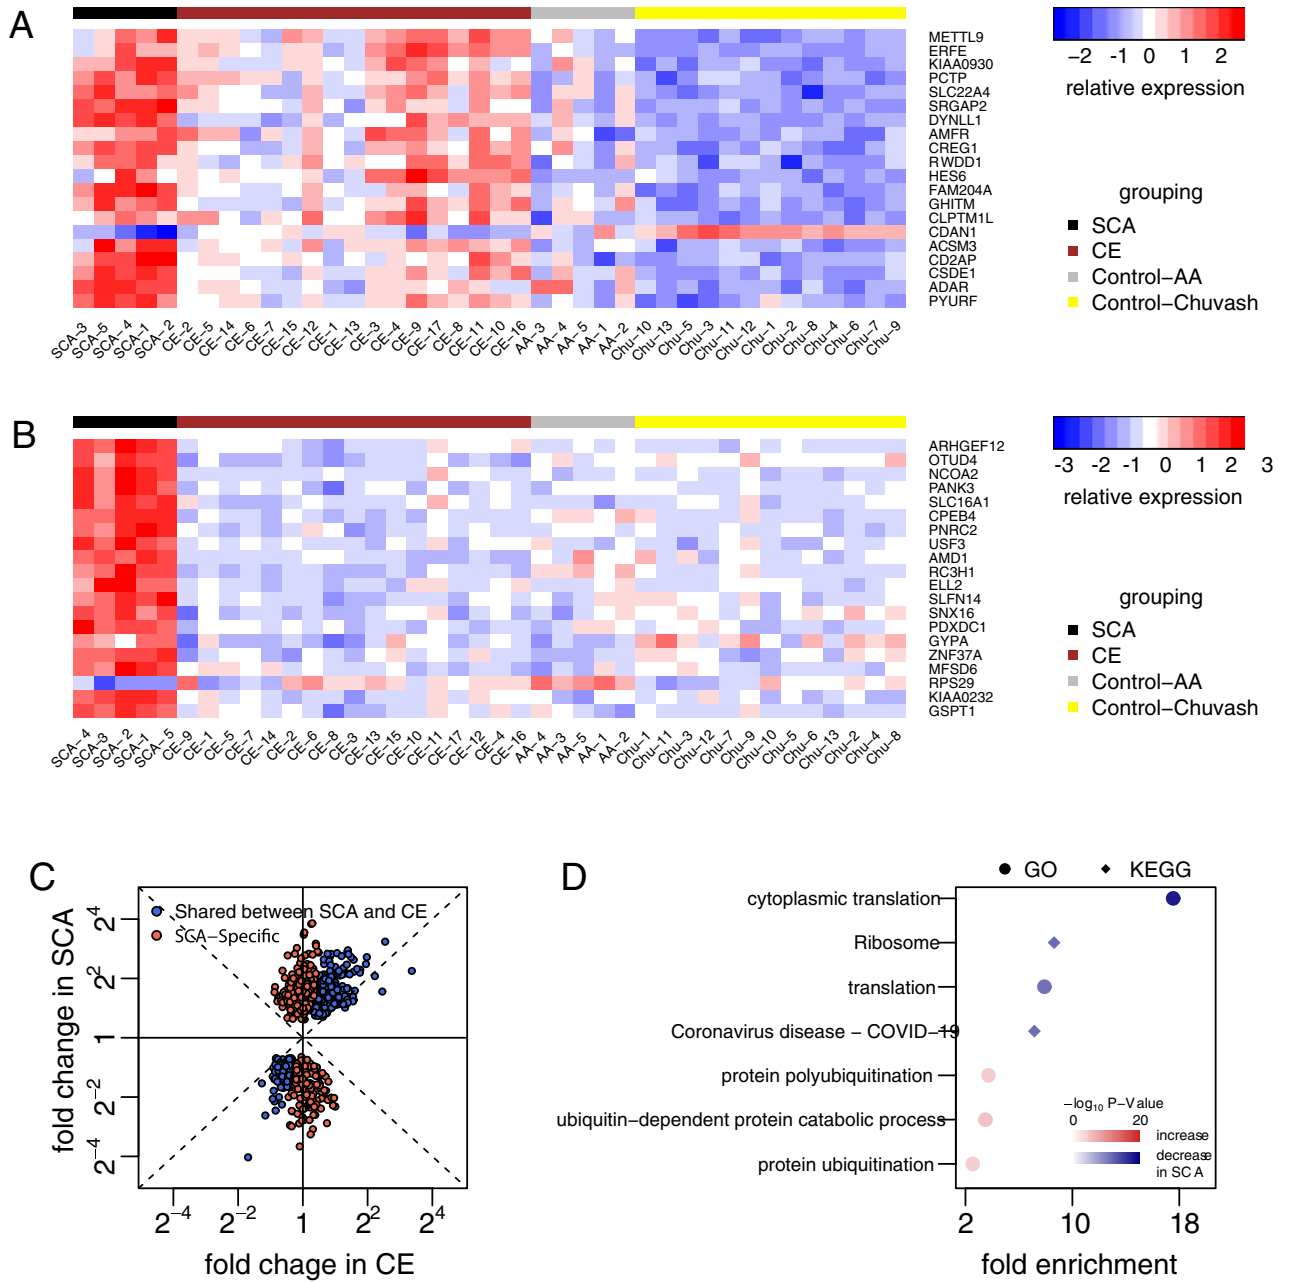 A
METTL9
ERFE
KIAA0930
PCTP
SLC22A4
SRGAP2
DYNLL1
AMFR
CREG1
RWDD1
HES6
FAM204A
GHITM
CLPTM1L
CDAN1
ACSM3
CD2AP
CSDE1
ADAR
PYURF
SCA-3 SCA-5 SCA-4 SCA-1 SCA-2 CE-2 CE-5 CE-14 CE-6 CE-7 CE-15 CE-12 CE-1 CE-13 CE-3 CE-4 CE-9 CE-17 CE-8 CE-11 CE-10 CE-16 AA-3 AA-4 AA-5 AA-1 AA-2 Chu-10 Chu-13 Chu-5 Chu-3 Chu-11 Chu-12 Chu-1 Chu-2 Chu-8 Chu-4 Chu-6 Chu-7 Chu-9
−2 -1 0 1 2
relative expression
grouping
SCA
CE
Control−AA
Control−Chuvash
B
ARHGEF12
OTUD4
NCOA2
PANK3
SLC16A1
CPEB4
PNRC2
USF3
AMD1
RC3H1
ELL2
SLFN14
SNX16
PDXDC1
GYPA
ZNF37A
MFSD6
RPS29
KIAA0232
GSPT1
SCA-4 SCA-3 SCA-2 SCA-1 SCA-5 CE-9 CE-1 CE-5 CE-7 CE-14 CE-2 CE-6 CE-8 CE-3 CE-13 CE-15 CE-10 CE-11 CE-17 CE-12 CE-4 CE-16 AA-4 AA-3 AA-5 AA-1 AA-2 Chu-1 Chu-11 Chu-3 Chu-12 Chu-7 Chu-9 Chu-10 Chu-5 Chu-6 Chu-13 Chu-2 Chu-4 Chu-8
-3 -2 -1 0 1 2 3
relative expression
grouping
SCA
CE
Control−AA
Control−Chuvash
C
fold change in SCA
2⁴
2²
1
2⁻²
2⁻⁴
Shared between SCA and CE
SCA−Specific
2⁻⁴ 2⁻² 1 2² 2⁴
fold chage in CE
D
GO KEGG
cytoplasmic translation
Ribosome
translation
Coronavirus disease − COVID−19
protein polyubiquitination
ubiquitin−dependent protein catabolic process
protein ubiquitination
−log₁₀ P−Value
0 20
increase
decrease
in SCA
2 10 18
fold enrichment